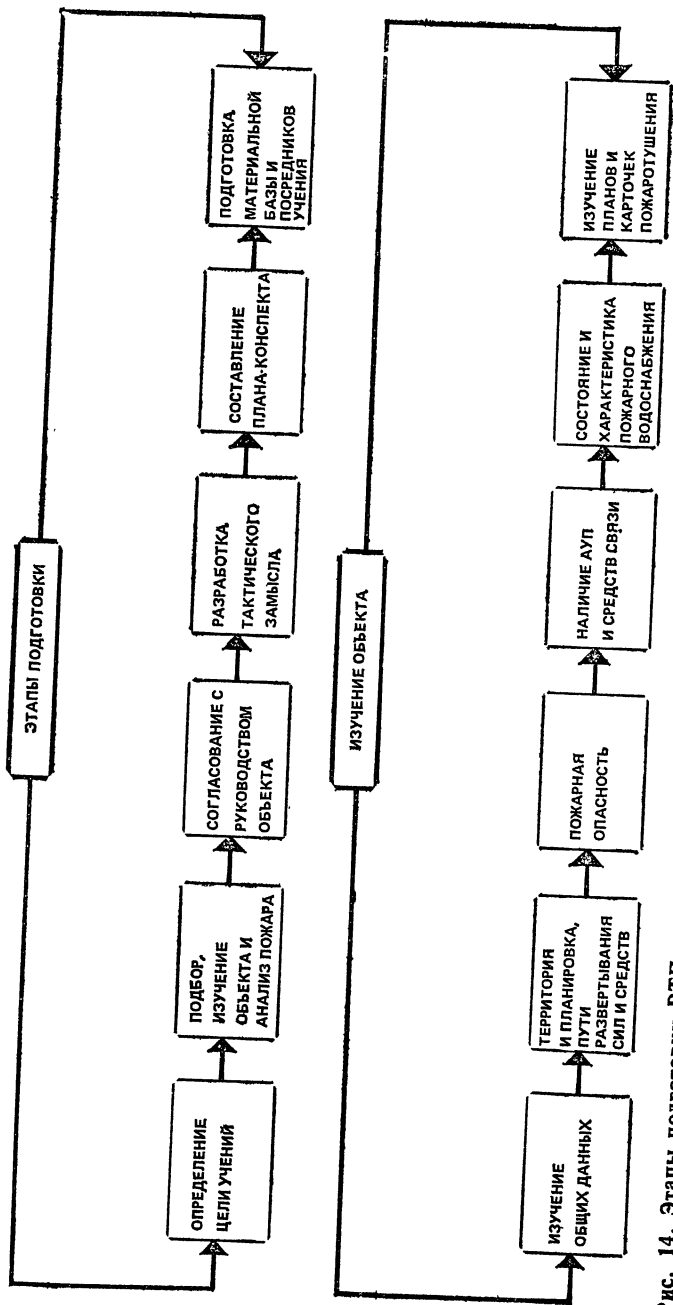 ЭТАПЫ ПОДГОТОВКИ
ОПРЕДЕЛЕНИЕ
ЦЕЛИ УЧЕНИЙ
ПОДБОР,
ИЗУЧЕНИЕ
ОБЪЕКТА И
АНАЛИЗ ПОЖАРА
СОГЛАСОВАНИЕ С
РУКОВОДСТВОМ
ОБЪЕКТА
РАЗРАБОТКА
ТАКТИЧЕСКОГО
ЗАМЫСЛА
СОСТАВЛЕНИЕ
ПЛАНА-КОНСПЕКТА
ПОДГОТОВКА
МАТЕРИАЛЬНОЙ
БАЗЫ И
ПОСРЕДНИКОВ
УЧЕНИЯ
ИЗУЧЕНИЕ ОБЪЕКТА
ИЗУЧЕНИЕ
ОБЩИХ ДАННЫХ
ТЕРРИТОРИЯ
И ПЛАНИРОВКА,
ПУТИ
РАЗВЕРТЫВАНИЯ
СИЛ И СРЕДСТВ
ПОЖАРНАЯ
ОПАСНОСТЬ
НАЛИЧИЕ АУП
И СРЕДСТВ СВЯЗИ
СОСТОЯНИЕ И
ХАРАКТЕРИСТИКА
ПОЖАРНОГО
ВОДОСНАБЖЕНИЯ
ИЗУЧЕНИЕ
ПЛАНОВ И
КАРТОЧЕК
ПОЖАРОТУШЕНИЯ
Рис. 14. Этапы подготовки